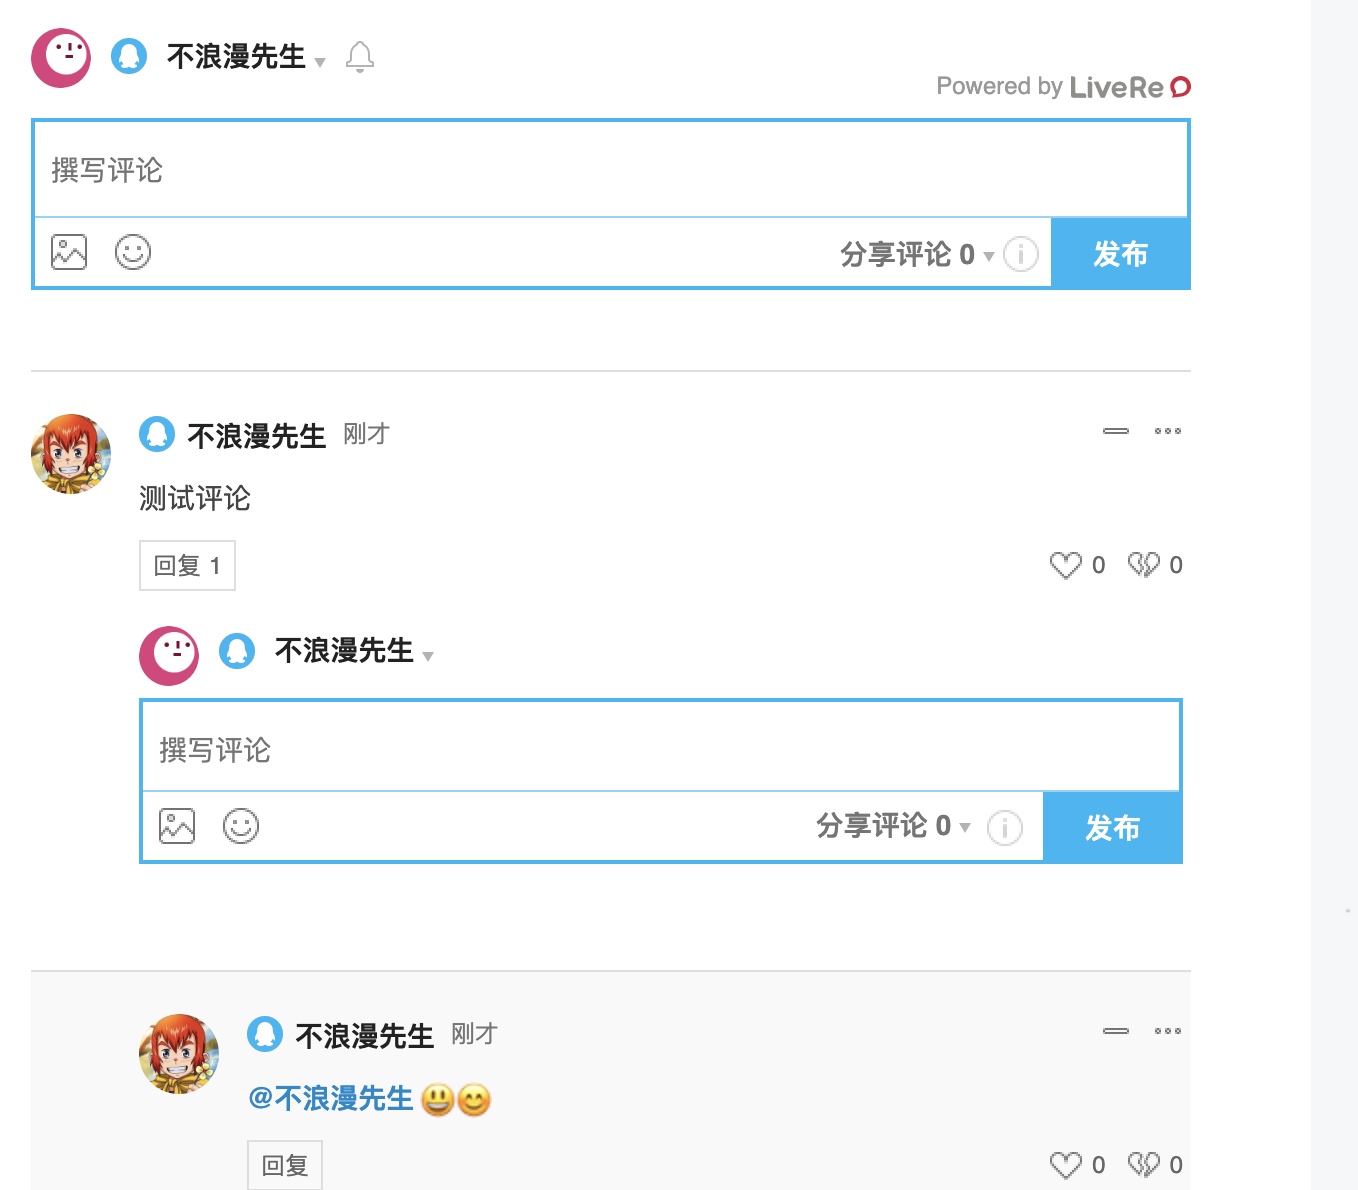 不浪漫先生
Powered by LiveRe
撰写评论
分享评论 0
发布
不浪漫先生 刚才
测试评论
回复 1
0 0
不浪漫先生
撰写评论
分享评论 0
发布
不浪漫先生 刚才
@不浪漫先生 😃😊
回复
0 0